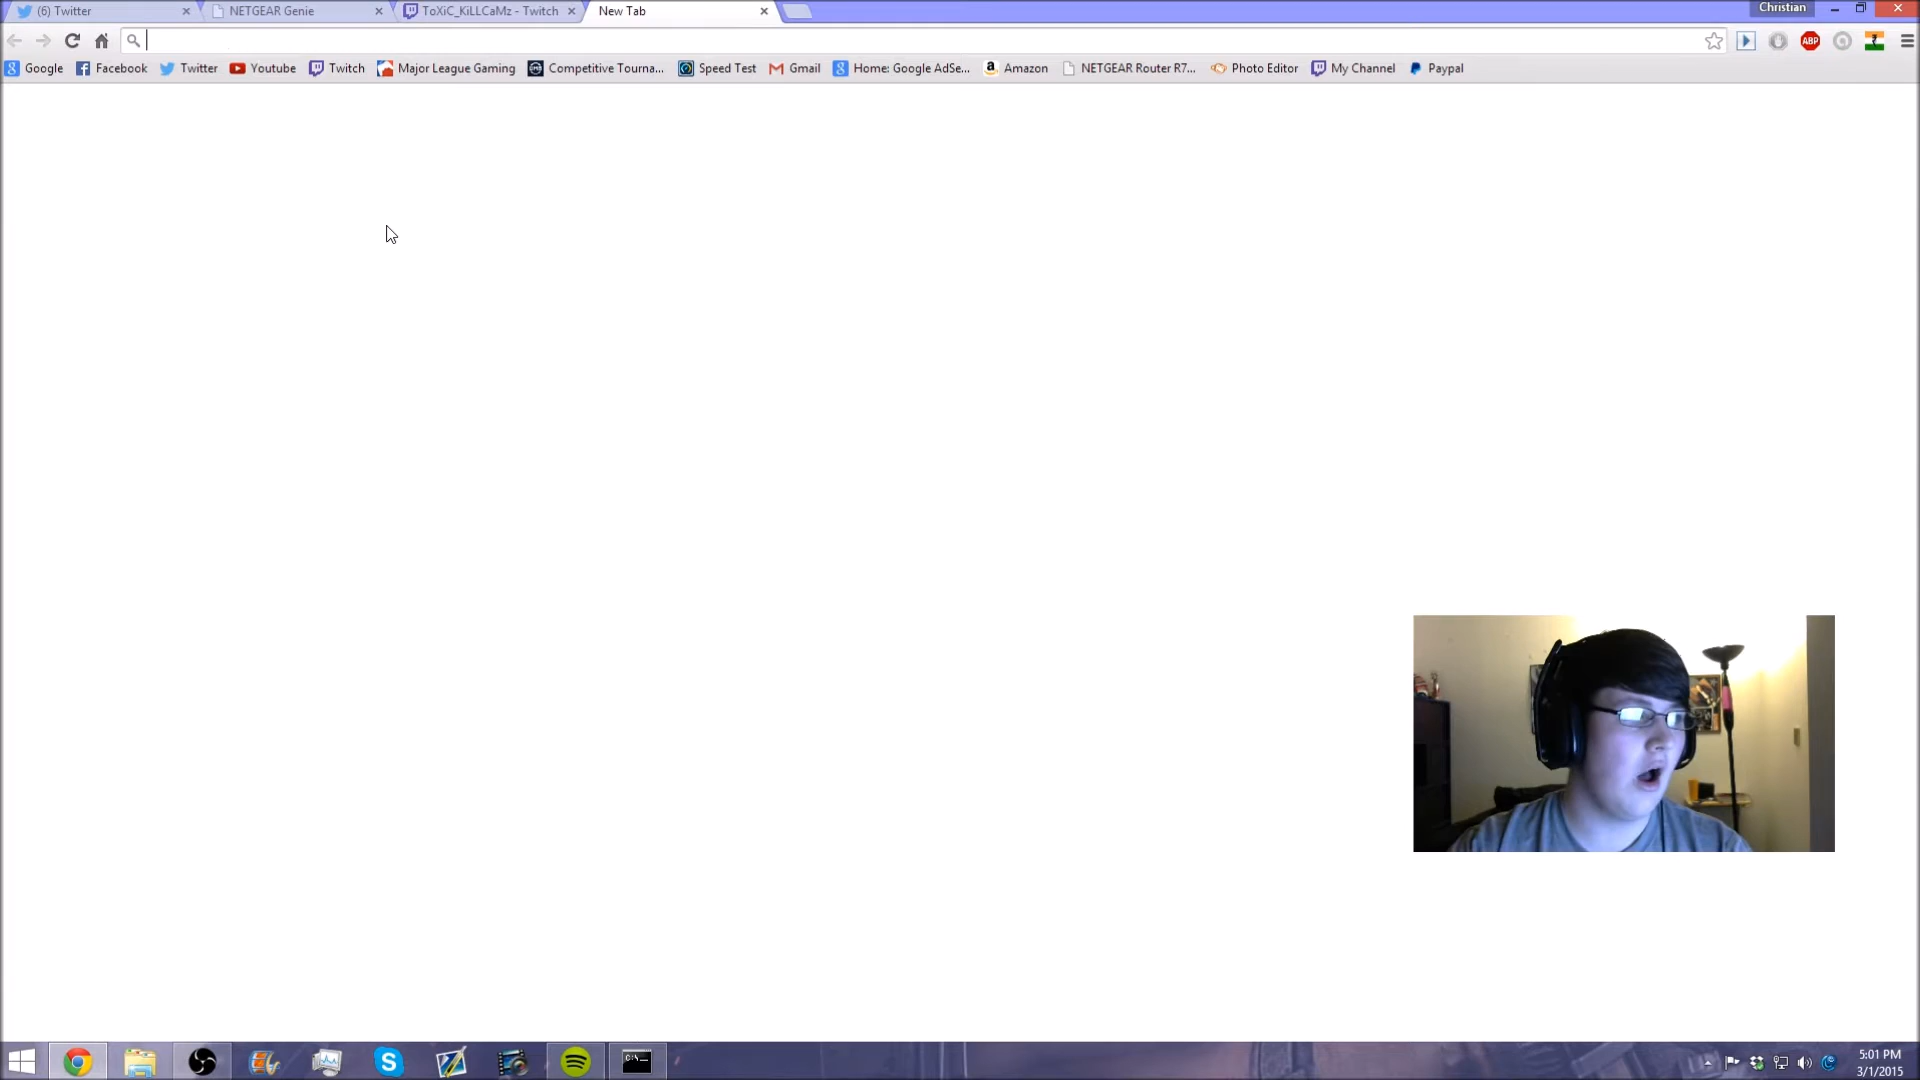 (6) Twitter
NETGEAR Genie
ToXiC_KiLLCaMz - Twitch
New Tab
Christian
ABP
Google
Facebook
Twitter
Youtube
Twitch
Major League Gaming
Competitive Tourna...
Speed Test
Gmail
Home: Google AdSe...
Amazon
NETGEAR Router R7...
Photo Editor
My Channel
Paypal
C:\_
5:01 PM
3/1/2015